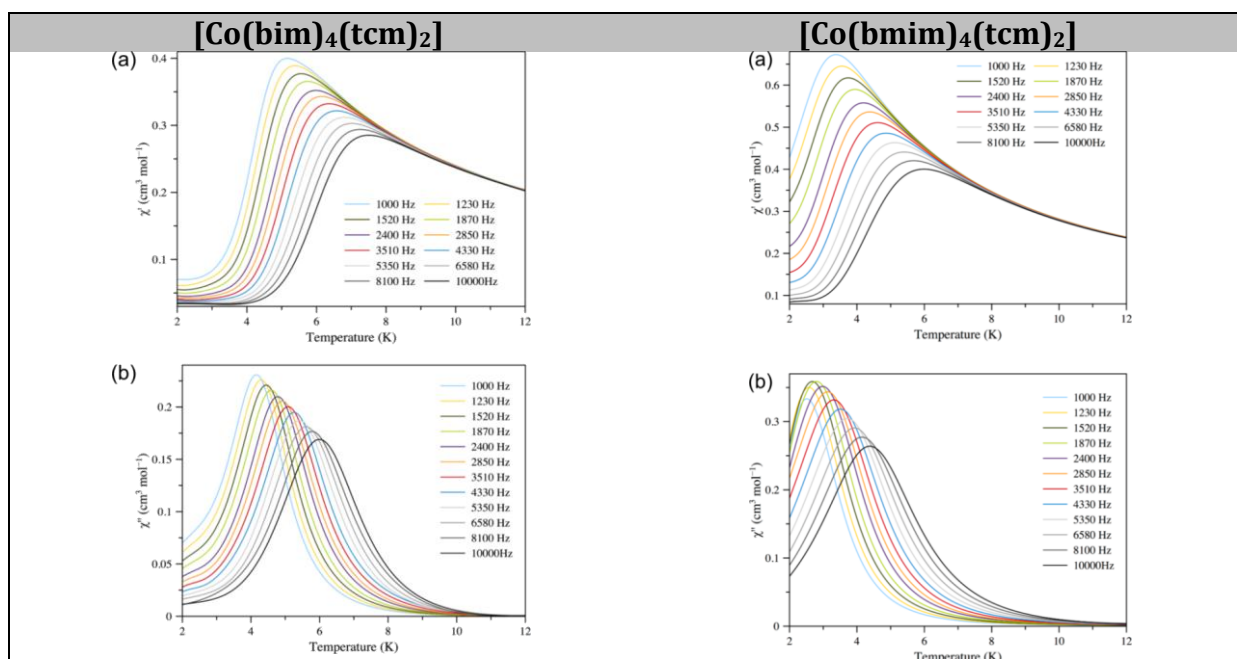 [Co(bim)₄(tcm)₂]
[Co(bmim)₄(tcm)₂]
(a)
0.4
0.3
0.2
0.1
χ' (cm³ mol⁻¹)
1000 Hz 1230 Hz
1520 Hz 1870 Hz
2400 Hz 2850 Hz
3510 Hz 4330 Hz
5350 Hz 6580 Hz
8100 Hz 10000Hz
2 4 6 8 10 12
Temperature (K)
(a)
0.6
0.5
0.4
0.3
0.2
0.1
χ' (cm³ mol⁻¹)
1000 Hz 1230 Hz
1520 Hz 1870 Hz
2400 Hz 2850 Hz
3510 Hz 4330 Hz
5350 Hz 6580 Hz
8100 Hz 10000Hz
2 4 6 8 10 12
Temperature (K)
(b)
0.2
0.15
0.1
0.05
0
χ'' (cm³ mol⁻¹)
1000 Hz
1230 Hz
1520 Hz
1870 Hz
2400 Hz
2850 Hz
3510 Hz
4330 Hz
5350 Hz
6580 Hz
8100 Hz
10000Hz
2 4 6 8 10 12
Temperature (K)
(b)
0.3
0.2
0.1
0
χ'' (cm³ mol⁻¹)
1000 Hz
1230 Hz
1520 Hz
1870 Hz
2400 Hz
2850 Hz
3510 Hz
4330 Hz
5350 Hz
6580 Hz
8100 Hz
10000Hz
2 4 6 8 10 12
Temperature (K)